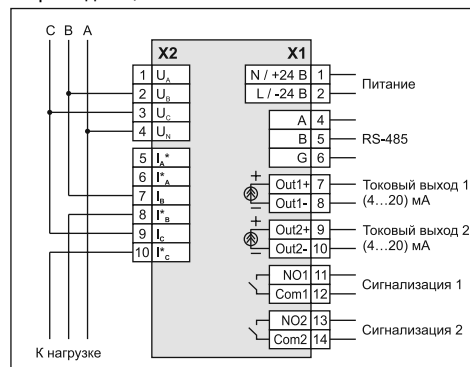 C B A
X2
X1
1 U_A
2 U_B
3 U_C
4 U_N
5 I_A*
6 I*_A
7 I_B
8 I*_B
9 I_C
10 I*_C
К нагрузке
N / +24 В 1
L / -24 В 2
Питание
A 4
B 5
G 6
RS-485
+ Out1+ 7
− Out1- 8
Токовый выход 1
(4...20) мА
+ Out2+ 9
− Out2- 10
Токовый выход 2
(4...20) мА
NO1 11
Com1 12
Сигнализация 1
NO2 13
Com2 14
Сигнализация 2